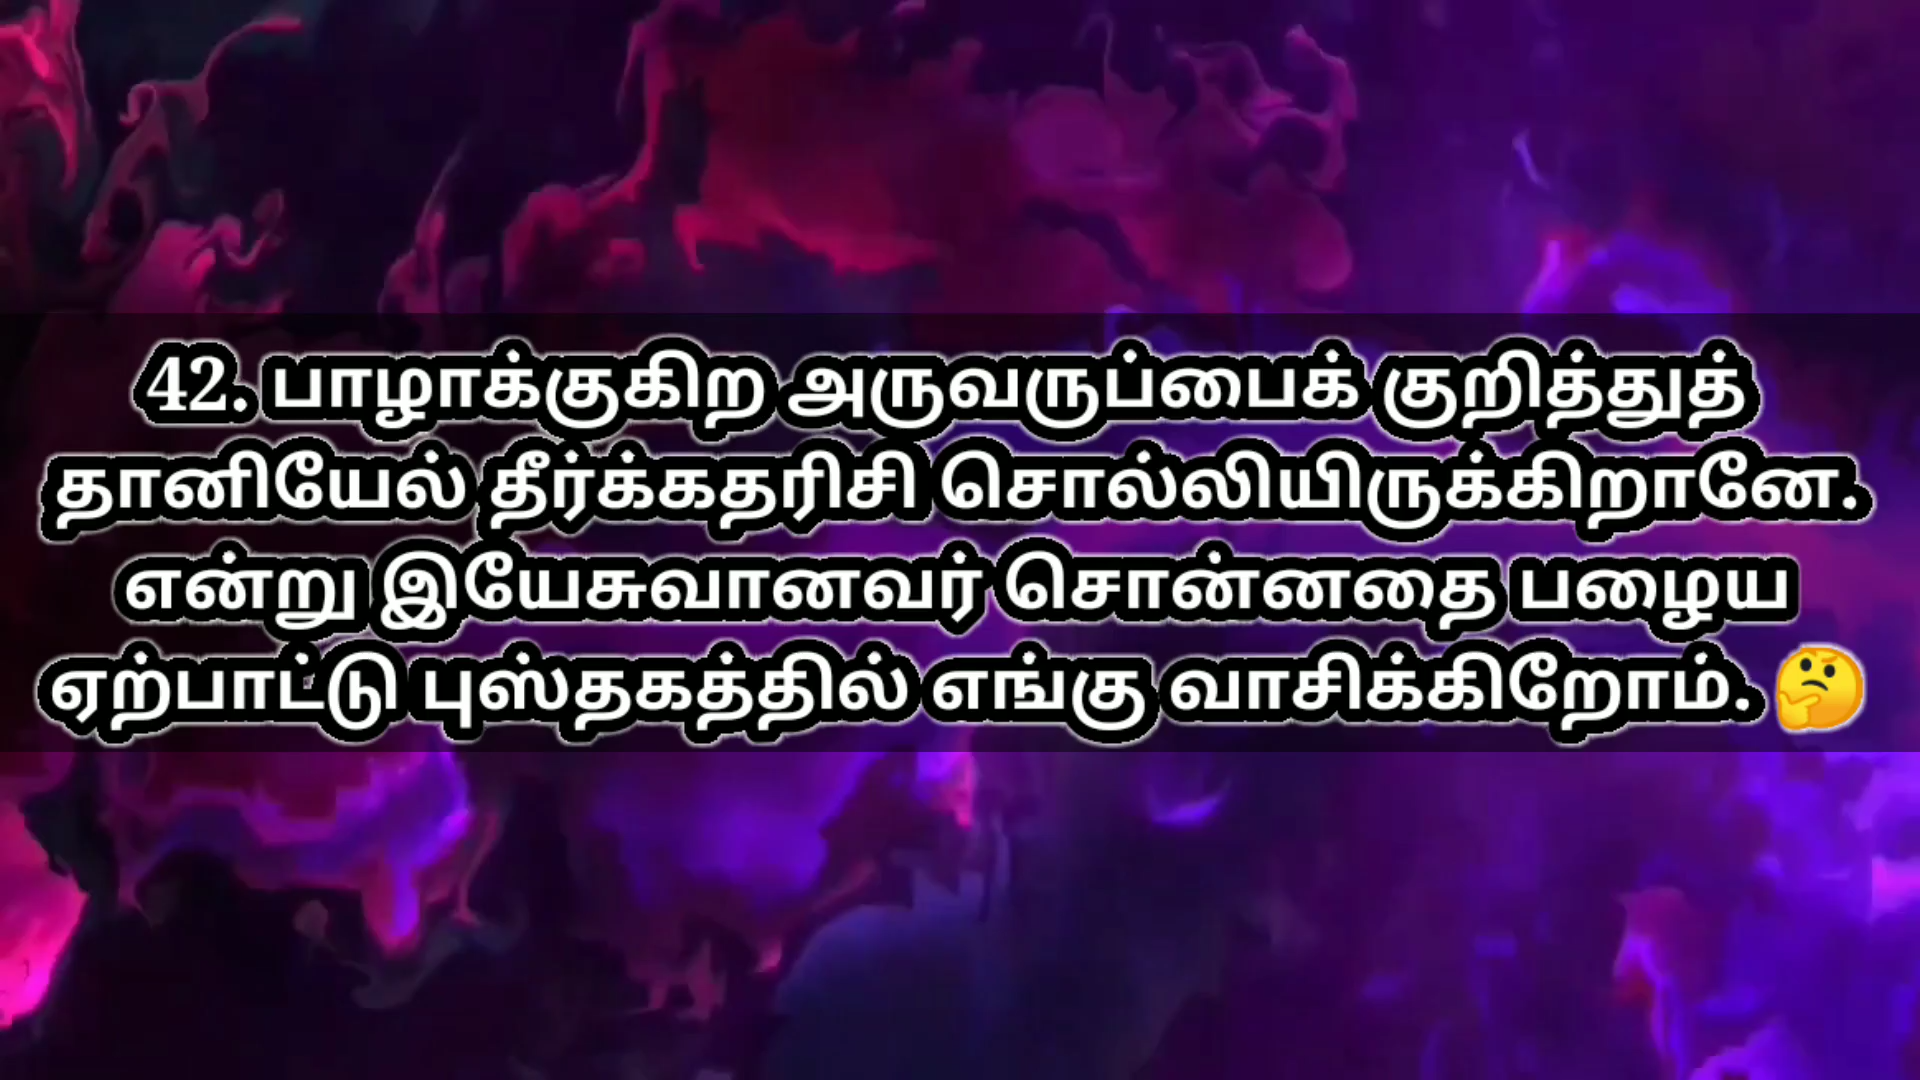 42. பாழாக்குகிற அருவருப்பைக் குறித்துத்
தானியேல் தீர்க்கதரிசி சொல்லியிருக்கிறானே.
என்று இயேசுவானவர் சொன்னதை பழைய
ஏற்பாட்டு புஸ்தகத்தில் எங்கு வாசிக்கிறோம். 🤔